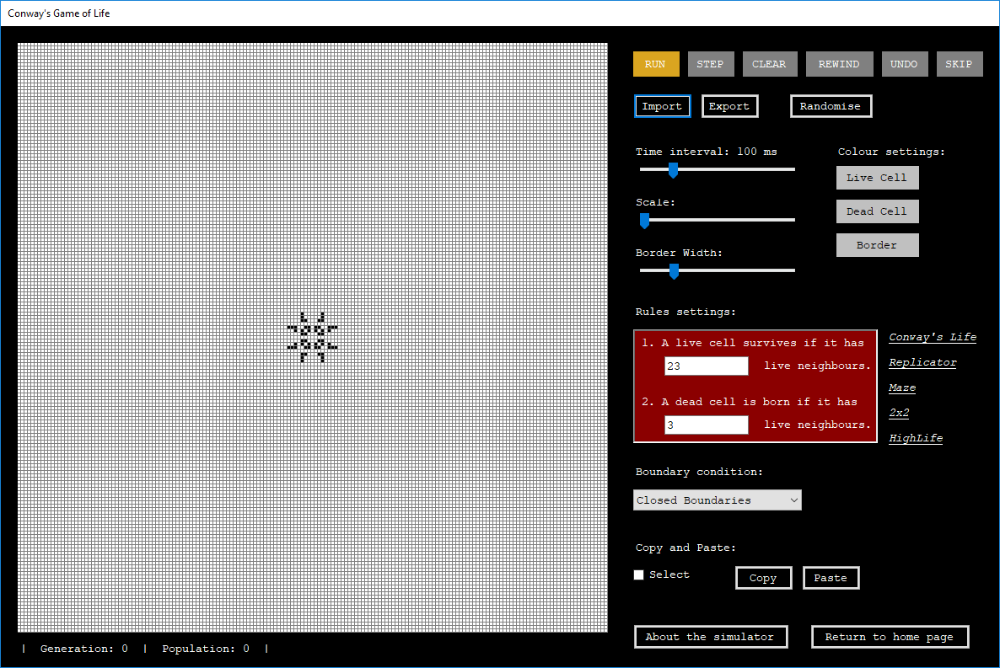 Conway's Game of Life
RUN STEP CLEAR REWIND UNDO SKIP
Import Export Randomise
Time interval: 100 ms Colour settings:
Live Cell
Scale:
Dead Cell
Border
Border Width:
Rules settings:
1. A live cell survives if it has
23 live neighbours.
2. A dead cell is born if it has
3 live neighbours.
Conway's Life
Replicator
Maze
2x2
HighLife
Boundary condition:
Closed Boundaries
Copy and Paste:
Select Copy Paste
About the simulator Return to home page
| Generation: 0 | Population: 0 |